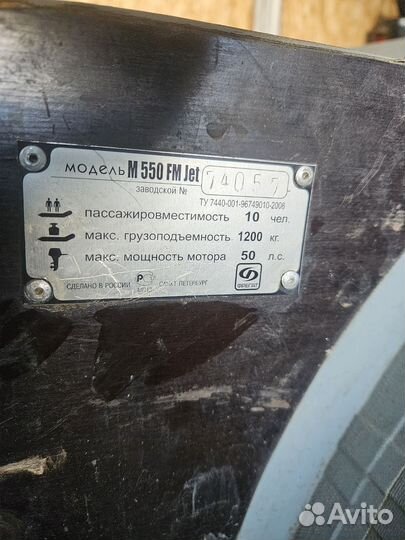 модель М 550 FM Jet
заводской № 74057
ТУ 7440-001-96749010-2008
пассажировместимость 10 чел.
макс. грузоподъемность 1200 кг.
макс. мощность мотора 50 л.с.
СДЕЛАНО В РОССИИ САНКТ ПЕТЕРБУРГ
ФРЕГАТ
Avito